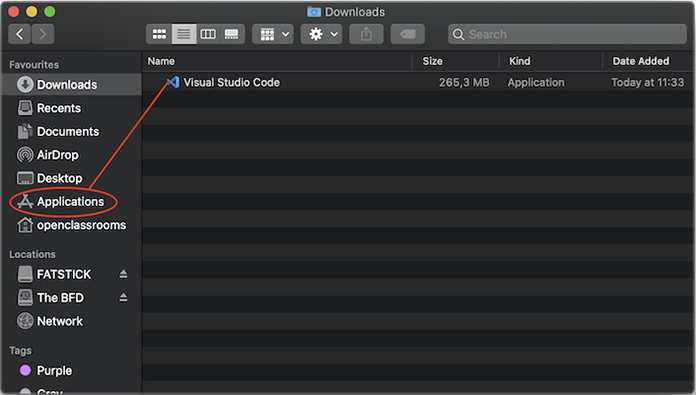 Downloads
Search
Favourites
Downloads
Recents
Documents
AirDrop
Desktop
Applications
openclassrooms
Locations
FATSTICK
The BFD
Network
Tags
Purple
Gray
Name Size Kind Date Added
Visual Studio Code 265,3 MB Application Today at 11:33